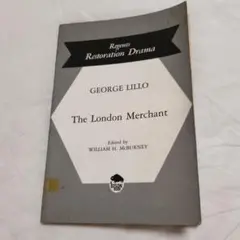 Regents
Restoration Drama
GEORGE LILLO
The London Merchant
Edited by
WILLIAM H. McBURNEY